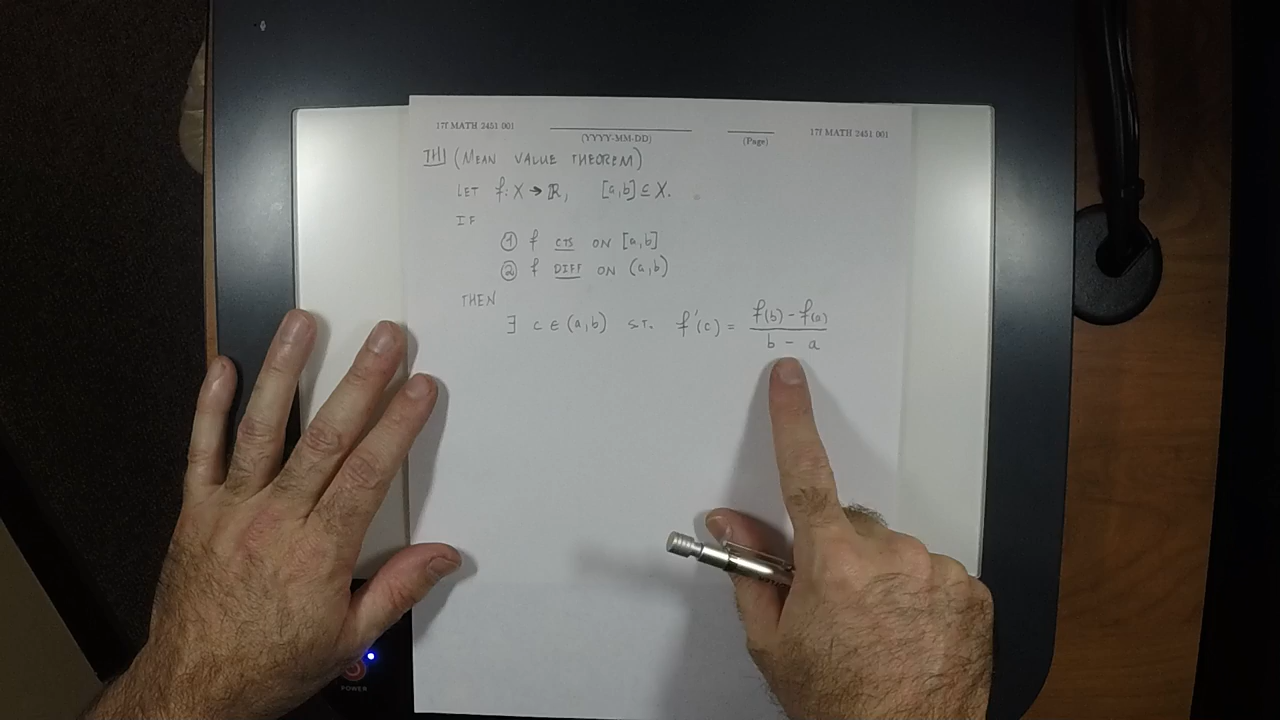 17f MATH 2451 001 (YYYY-MM-DD) (Page) 17f MATH 2451 001
TH (MEAN VALUE THEOREM)
LET f: X → ℝ, [a,b] ⊆ X.
IF
① f CTS ON [a,b]
② f DIFF ON (a,b)
THEN
∃ c ∈ (a,b) S.T. f'(c) = f(b) - f(a)
b - a
POWER